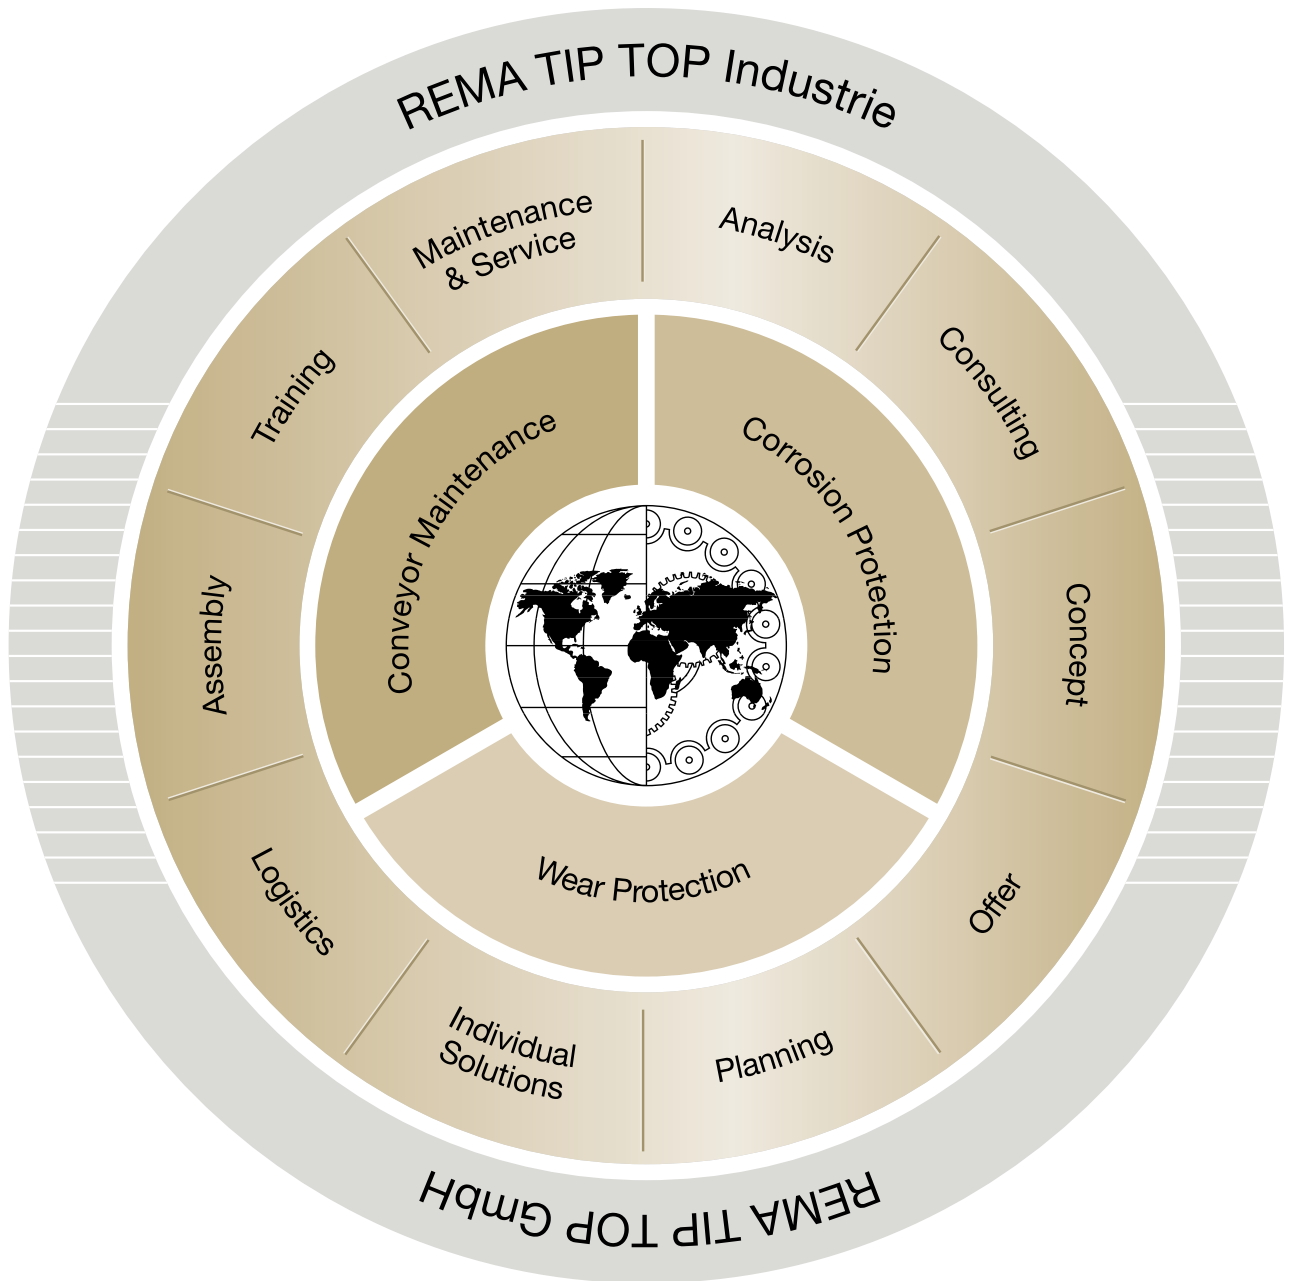 REMA TIP TOP Industrie
Maintenance
& Service
Analysis
Consulting
Concept
Offer
Planning
Individual
Solutions
Logistics
Assembly
Training
Conveyor Maintenance
Corrosion Protection
Wear Protection
REMA TIP TOP GmbH